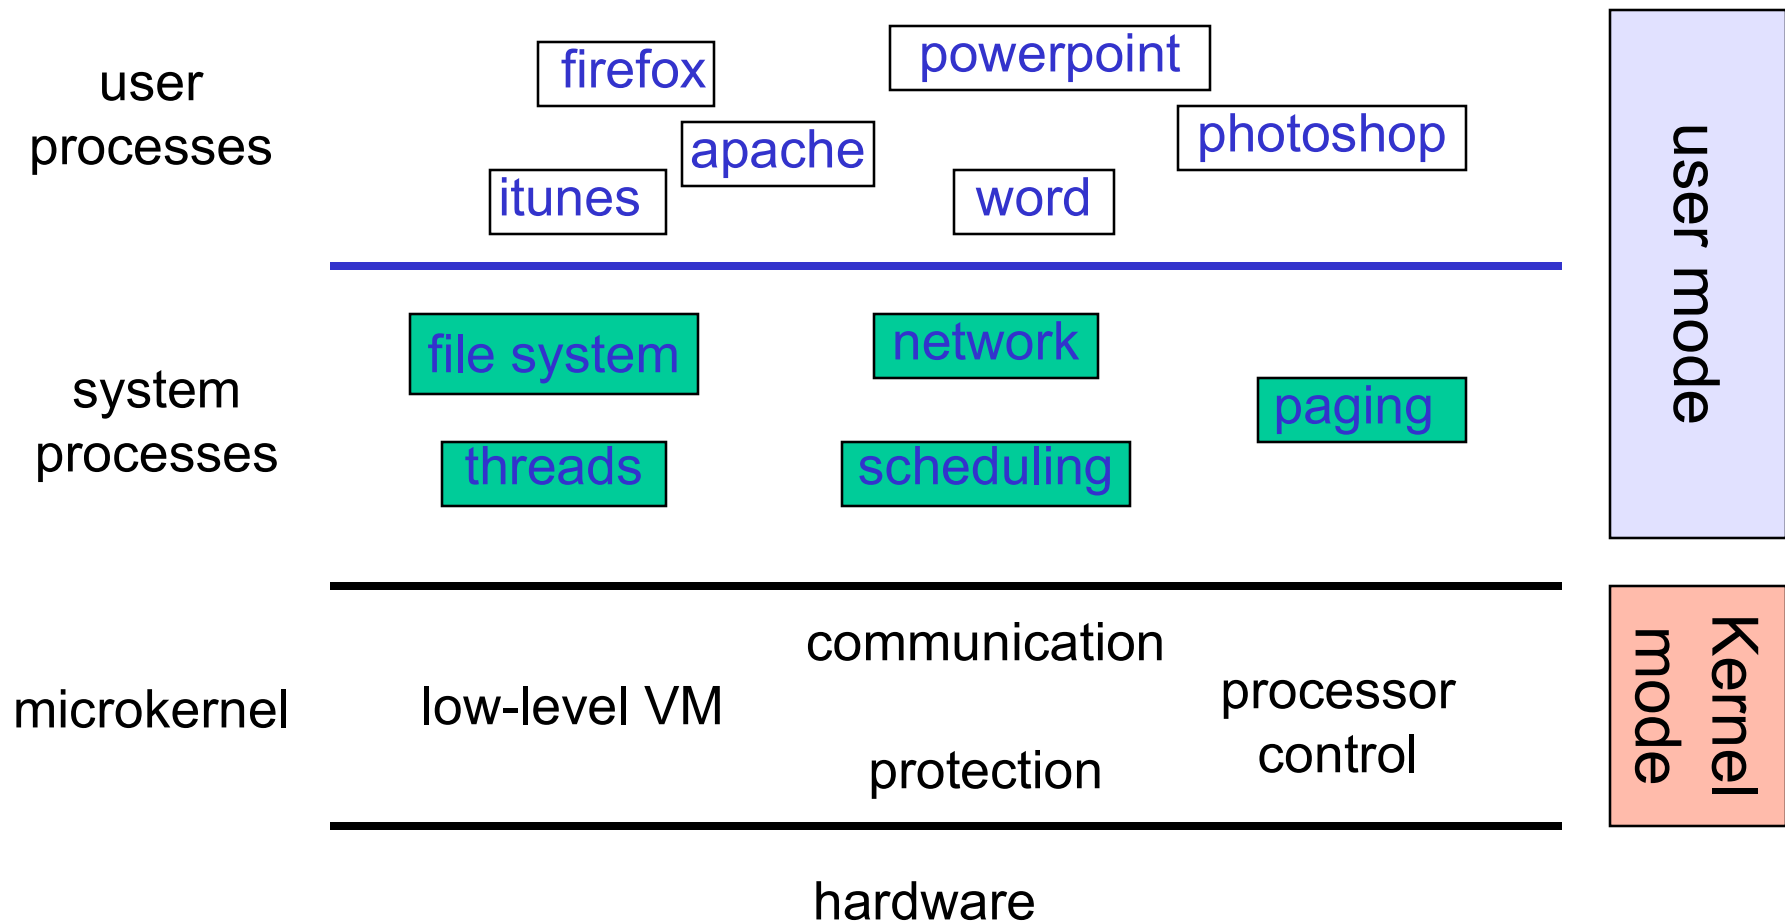 user
processes
firefox
powerpoint
apache
photoshop
itunes
word
user mode
system
processes
file system
network
paging
threads
scheduling
microkernel
communication
low-level VM
processor
control
protection
Kernel
mode
hardware